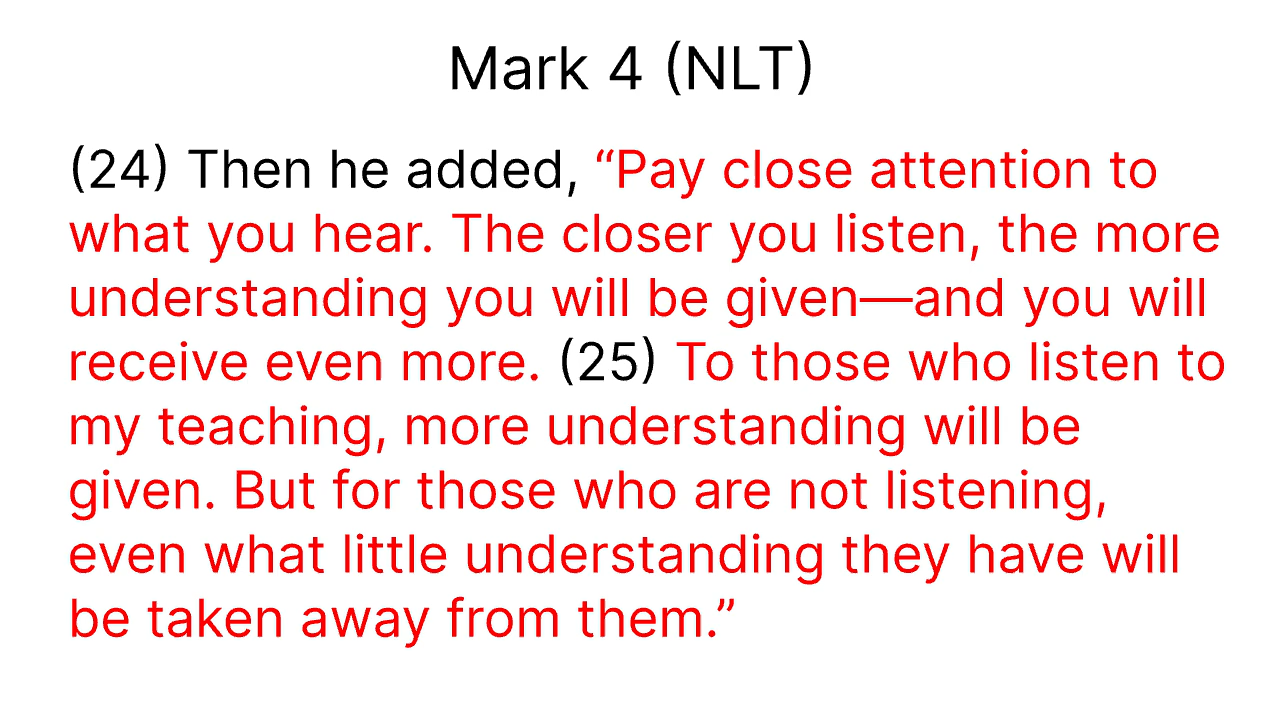 Mark 4 (NLT)
(24) Then he added, “Pay close attention to
what you hear. The closer you listen, the more
understanding you will be given—and you will
receive even more. (25) To those who listen to
my teaching, more understanding will be
given. But for those who are not listening,
even what little understanding they have will
be taken away from them.”